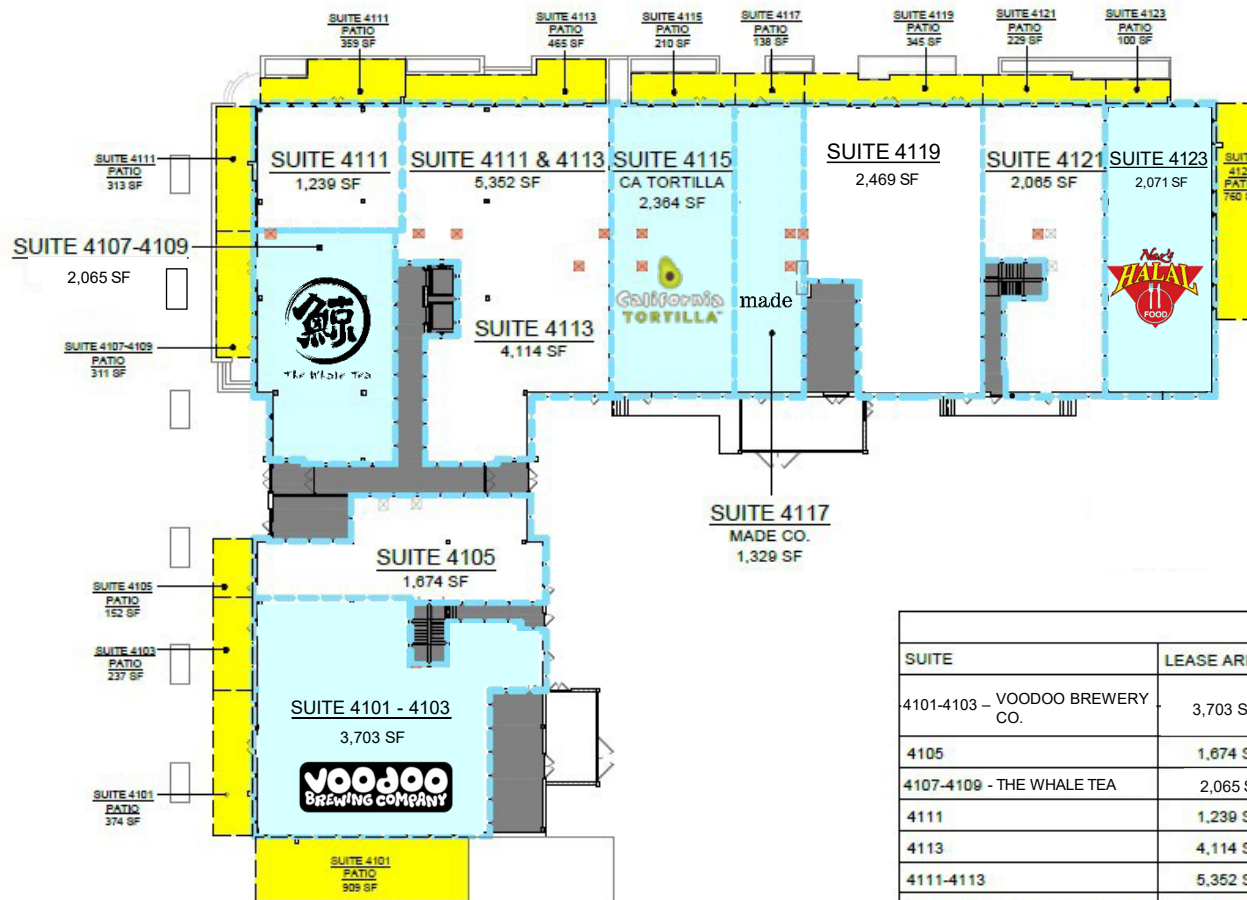 SUITE 4111
PATIO
359 SF
SUITE 4113
PATIO
465 SF
SUITE 4115
PATIO
210 SF
SUITE 4117
PATIO
138 SF
SUITE 4119
PATIO
345 SF
SUITE 4121
PATIO
229 SF
SUITE 4123
PATIO
100 SF
SUITE 4111
PATIO
313 SF
SUITE 4111
1,239 SF
SUITE 4111 & 4113
5,352 SF
SUITE 4115
CA TORTILLA
2,364 SF
SUITE 4119
2,469 SF
SUITE 4121
2,065 SF
SUITE 4123
2,071 SF
PAT
760
SUITE 4107-4109
2,065 SF
鯨
The Whale Tea
SUITE 4107-4109
PATIO
311 SF
SUITE 4113
4,114 SF
California
TORTILLA
made
Naz's
HALAL
FOOD
SUITE 4117
MADE CO.
1,329 SF
SUITE 4105
1,674 SF
SUITE 4105
PATIO
152 SF
SUITE 4103
PATIO
237 SF
SUITE 4101 - 4103
3,703 SF
VOODOO
BREWING COMPANY
SUITE 4101
PATIO
374 SF
SUITE 4101
PATIO
909 SF
SUITE LEASE AR
4101-4103 – VOODOO BREWERY CO. 3,703 S
4105 1,674 S
4107-4109 - THE WHALE TEA 2,065 S
4111 1,239 S
4113 4,114 S
4111-4113 5,352 S